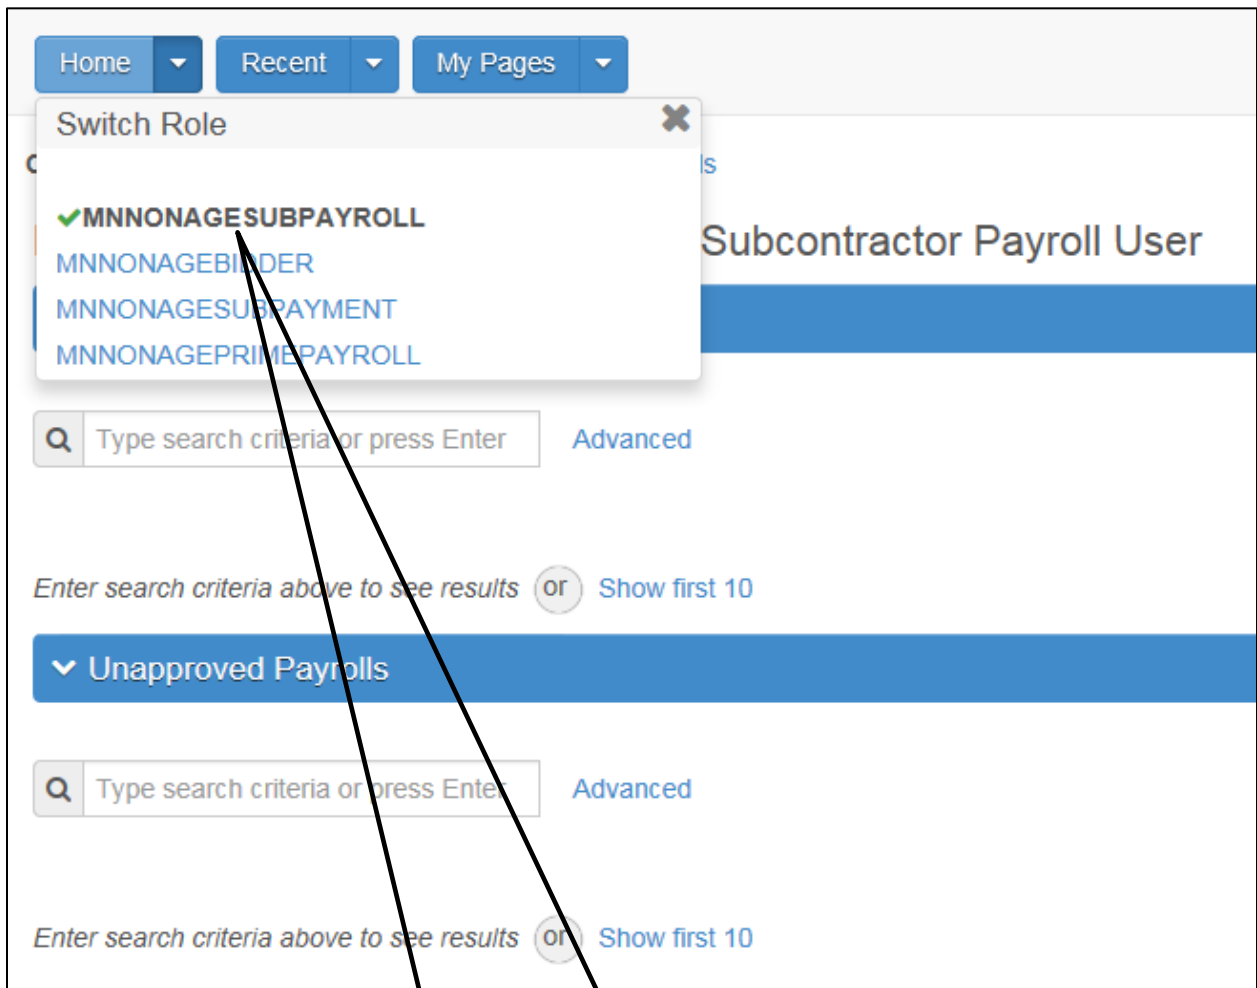 Home Recent My Pages
Switch Role
ls
MNNONAGESUBPAYROLL
Subcontractor Payroll User
MNNONAGEBIDDER
MNNONAGESUBPAYMENT
MNNONAGEPRIMEPAYROLL
Type search criteria or press Enter Advanced
Enter search criteria above to see results or Show first 10
Unapproved Payrolls
Type search criteria or press Enter Advanced
Enter search criteria above to see results or Show first 10